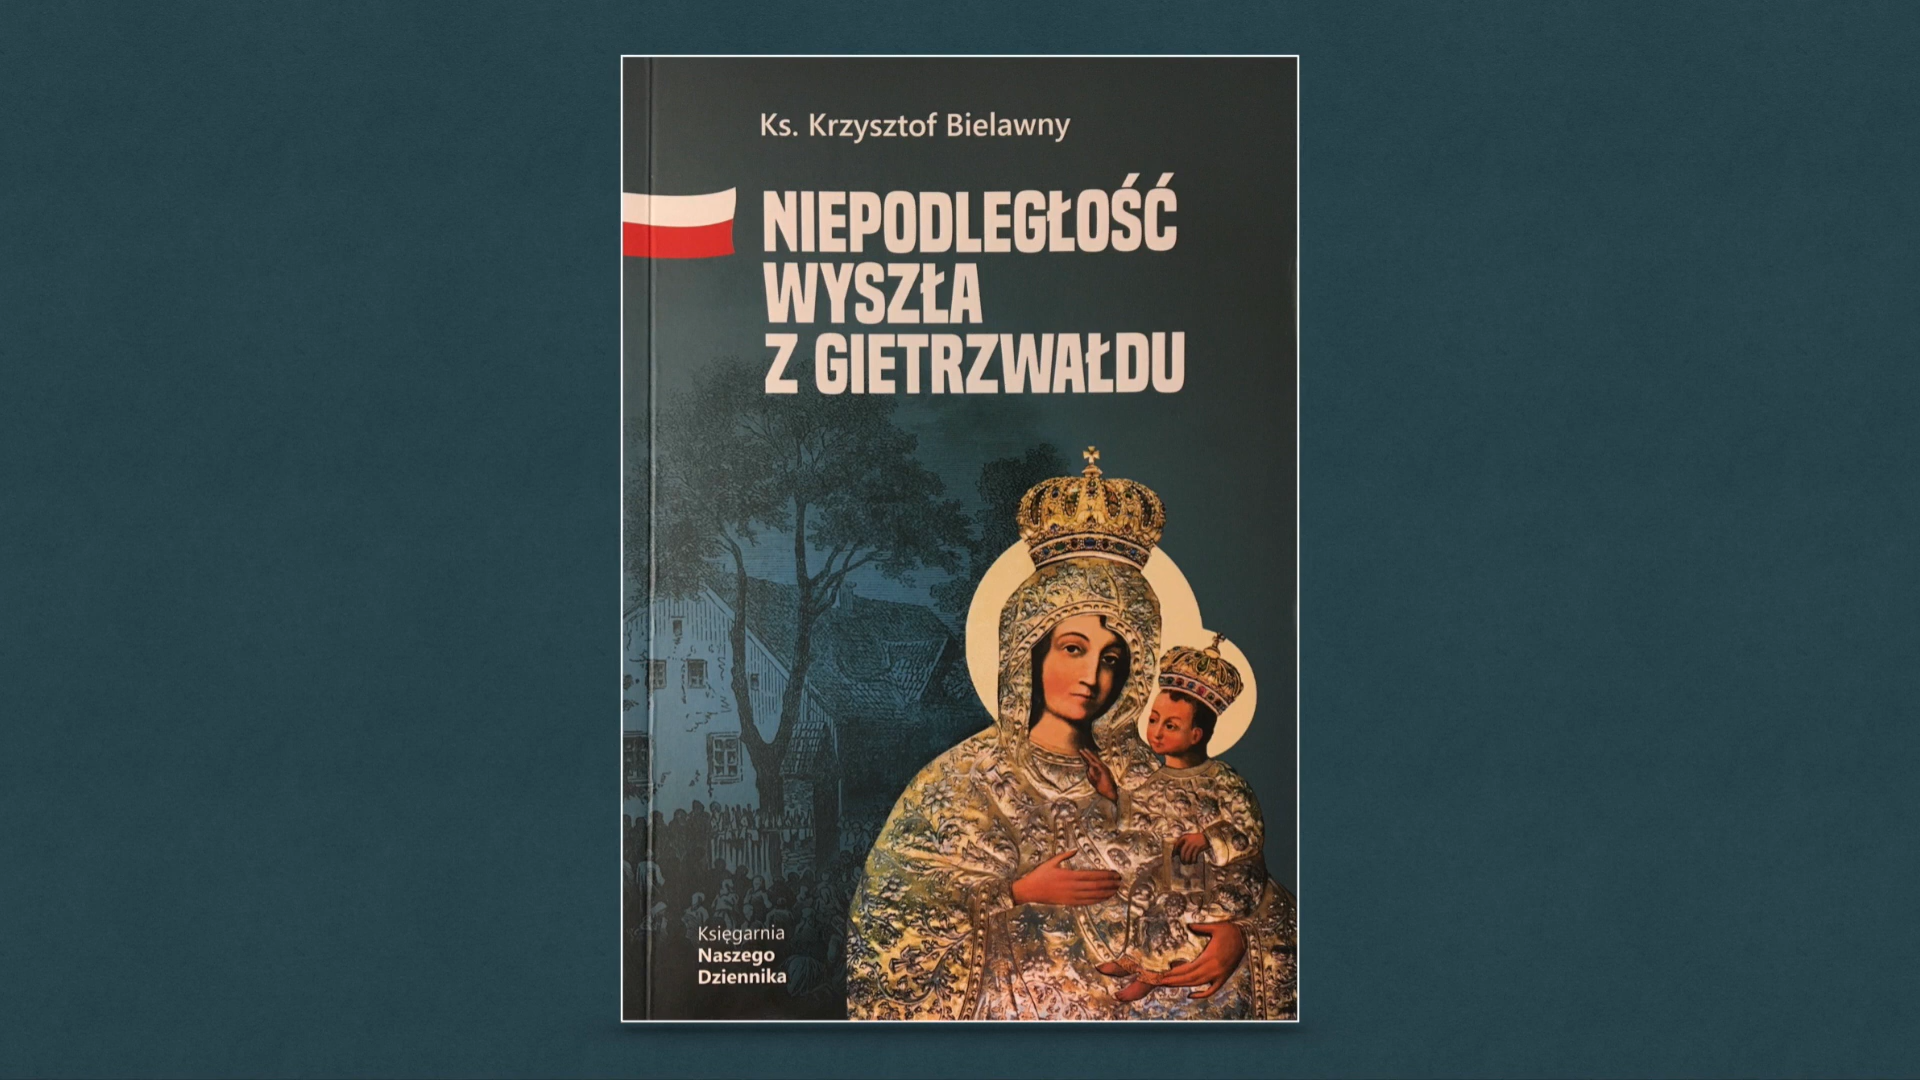 Ks. Krzysztof Bielawny
NIEPODLEGŁOŚĆ
WYSZŁA
Z GIETRZWAŁDU
Księgarnia
Naszego
Dziennika